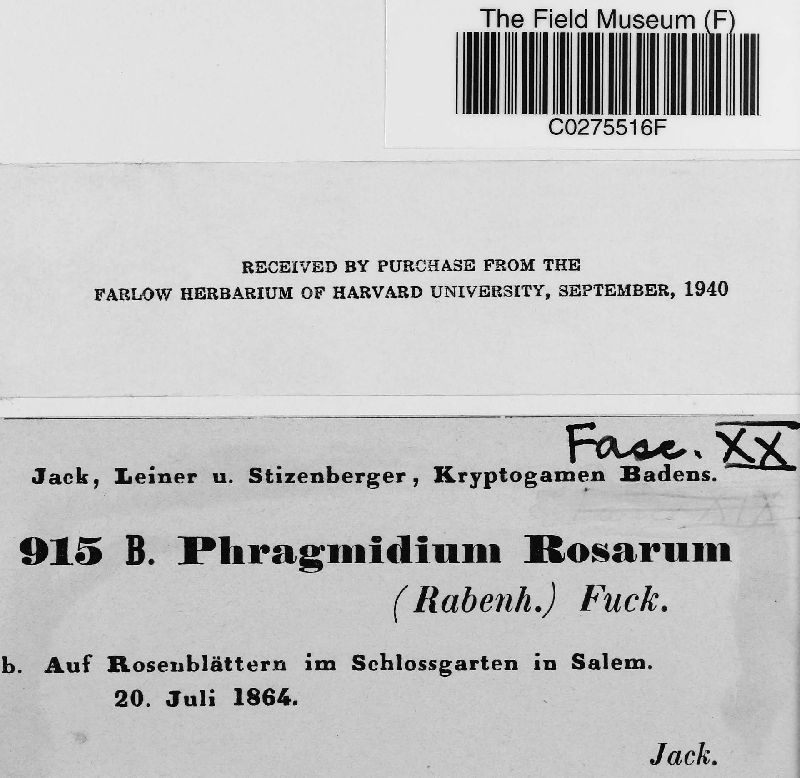 The Field Museum (F)
C0275516F
RECEIVED BY PURCHASE FROM THE
FARLOW HERBARIUM OF HARVARD UNIVERSITY, SEPTEMBER, 1940
Fasc. XX
Jack, Leiner u. Stizenberger, Kryptogamen Badens.
915 B. Phragmidium Rosarum
(Rabenh.) Fuck.
b. Auf Rosenblättern im Schlossgarten in Salem.
20. Juli 1864.
Jack.